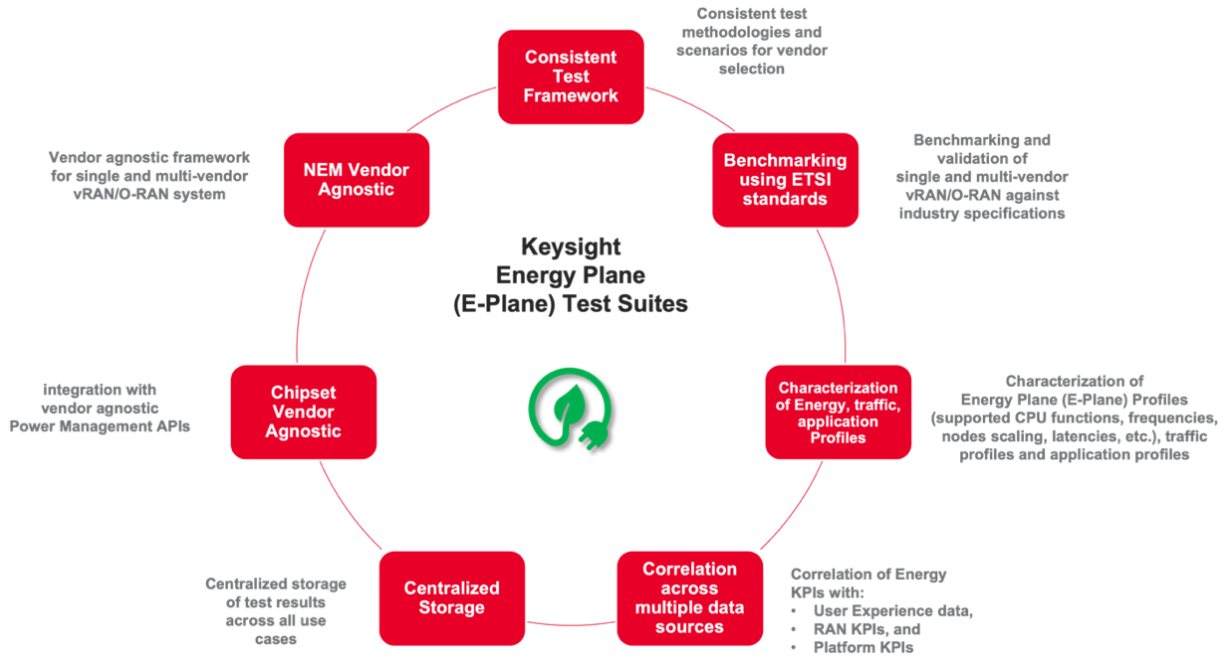 Consistent
Test
Framework
Consistent test
methodologies and
scenarios for vendor
selection
Vendor agnostic framework
for single and multi-vendor
vRAN/O-RAN system
NEM Vendor
Agnostic
Benchmarking
using ETSI
standards
Benchmarking and
validation of
single and multi-vendor
vRAN/O-RAN against
industry specifications
Keysight
Energy Plane
(E-Plane) Test Suites
integration with
vendor agnostic
Power Management APIs
Chipset
Vendor
Agnostic
Characterization
of Energy, traffic,
application
Profiles
Characterization of
Energy Plane (E-Plane) Profiles
(supported CPU functions, frequencies,
nodes scaling, latencies, etc.), traffic
profiles and application profiles
Centralized storage
of test results
across all use
cases
Centralized
Storage
Correlation
across
multiple data
sources
Correlation of Energy
KPIs with:
• User Experience data,
• RAN KPIs, and
• Platform KPIs